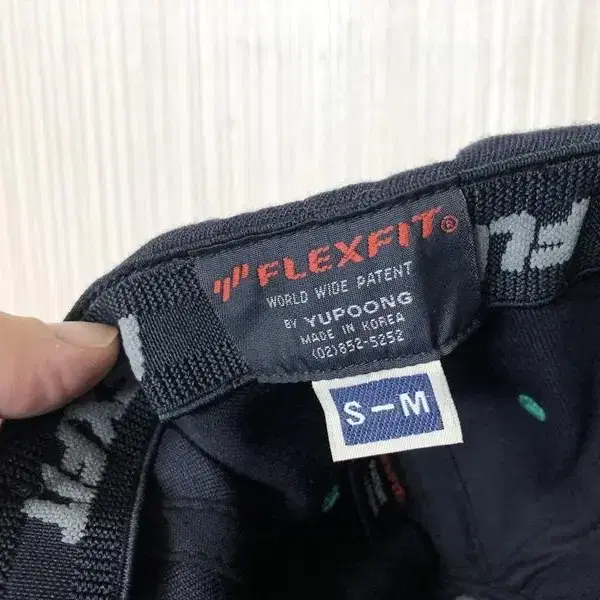 FLEXFIT®
WORLD WIDE PATENT
BY YUPOONG
MADE IN KOREA
(02)852-5252
S-M